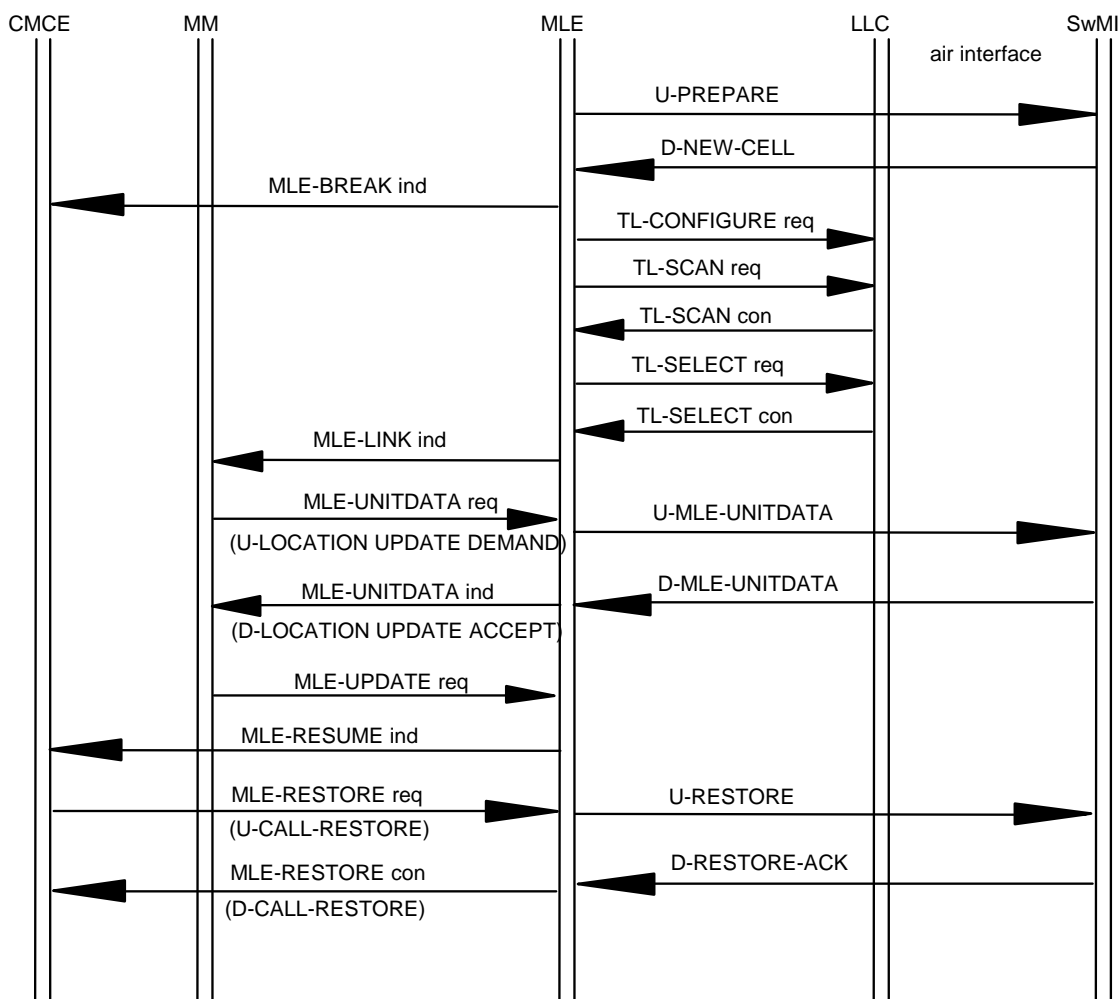 CMCE MM MLE LLC SwMI
air interface
U-PREPARE
D-NEW-CELL
MLE-BREAK ind
TL-CONFIGURE req
TL-SCAN req
TL-SCAN con
TL-SELECT req
TL-SELECT con
MLE-LINK ind
MLE-UNITDATA req
U-MLE-UNITDATA
(U-LOCATION UPDATE DEMAND)
MLE-UNITDATA ind
D-MLE-UNITDATA
(D-LOCATION UPDATE ACCEPT)
MLE-UPDATE req
MLE-RESUME ind
MLE-RESTORE req
U-RESTORE
(U-CALL-RESTORE)
MLE-RESTORE con
D-RESTORE-ACK
(D-CALL-RESTORE)